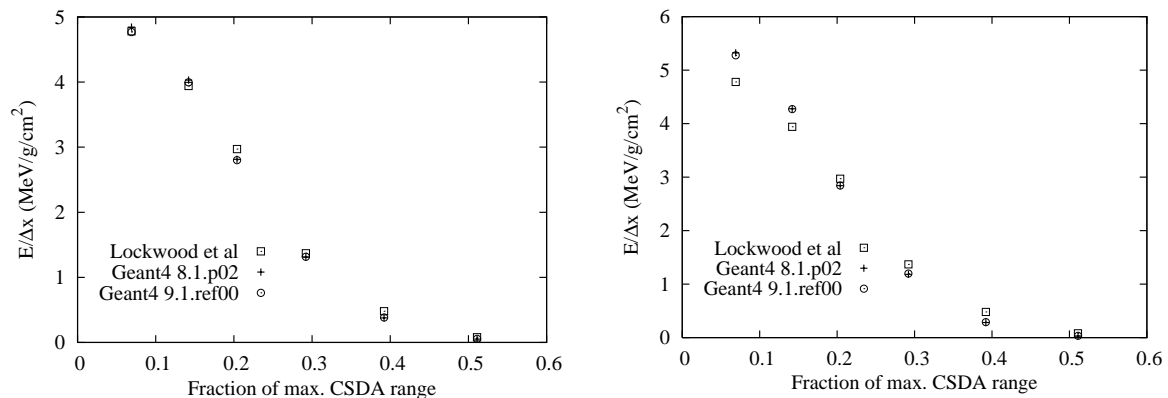 5
4
3
2
1
0
E/Δx (MeV/g/cm²)
Lockwood et al
Geant4 8.1.p02
Geant4 9.1.ref00
0 0.1 0.2 0.3 0.4 0.5 0.6
Fraction of max. CSDA range
6
5
4
3
2
1
0
E/Δx (MeV/g/cm²)
Lockwood et al
Geant4 8.1.p02
Geant4 9.1.ref00
0 0.1 0.2 0.3 0.4 0.5 0.6
Fraction of max. CSDA range